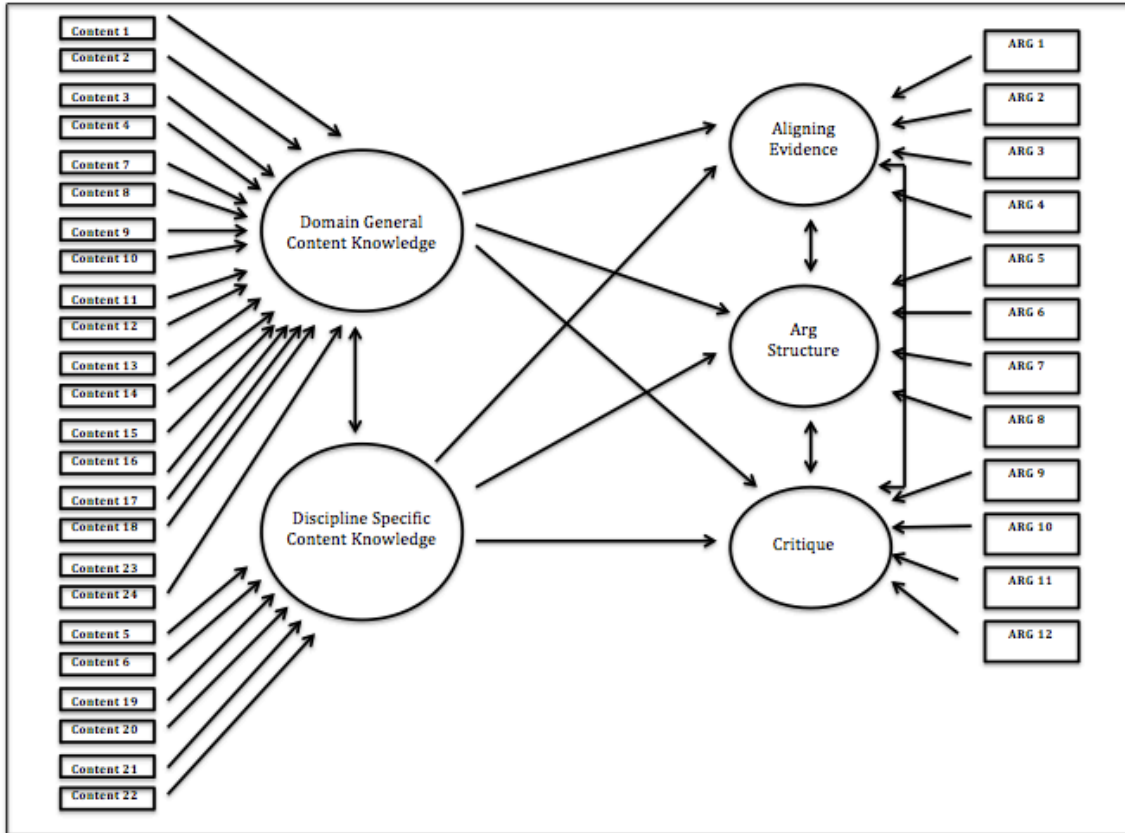 Content 1
Content 2
Content 3
Content 4
Content 7
Content 8
Content 9
Content 10
Content 11
Content 12
Content 13
Content 14
Content 15
Content 16
Content 17
Content 18
Content 23
Content 24
Content 5
Content 6
Content 19
Content 20
Content 21
Content 22
Domain General
Content Knowledge
Discipline Specific
Content Knowledge
Aligning
Evidence
Arg
Structure
Critique
ARG 1
ARG 2
ARG 3
ARG 4
ARG 5
ARG 6
ARG 7
ARG 8
ARG 9
ARG 10
ARG 11
ARG 12